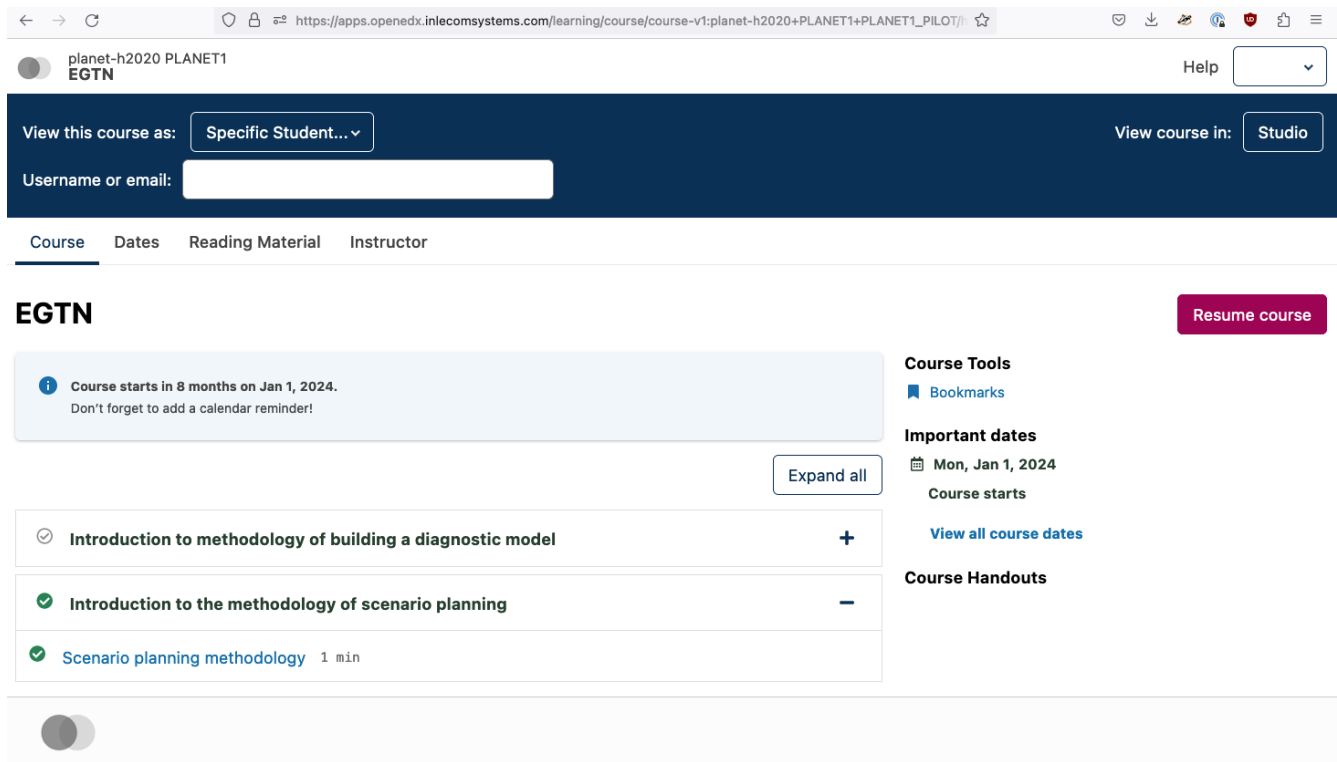 https://apps.openedx.inlecomsystems.com/learning/course/course-v1:planet-h2020+PLANET1+PLANET1_PILOT/
planet-h2020 PLANET1
EGTN
Help
View this course as: Specific Student...
View course in: Studio
Username or email:
Course Dates Reading Material Instructor
EGTN
Resume course
Course starts in 8 months on Jan 1, 2024.
Don't forget to add a calendar reminder!
Expand all
Introduction to methodology of building a diagnostic model
Introduction to the methodology of scenario planning
Scenario planning methodology 1 min
Course Tools
Bookmarks
Important dates
Mon, Jan 1, 2024
Course starts
View all course dates
Course Handouts